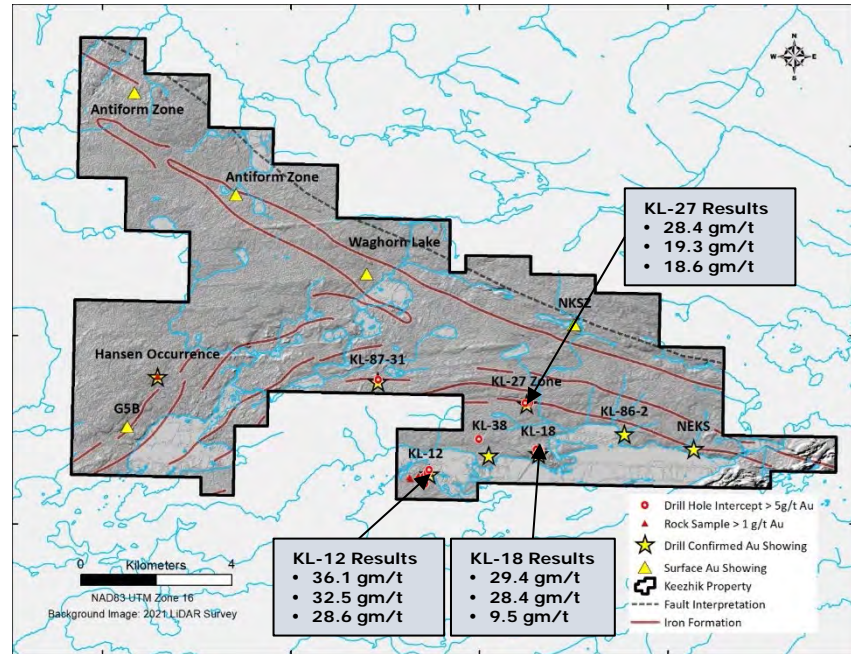 N
W E
S
Antiform Zone
Antiform Zone
KL-27 Results
• 28.4 gm/t
• 19.3 gm/t
• 18.6 gm/t
Waghorn Lake
NKSZ
Hansen Occurrence
KL-87-31
KL-27 Zone
G5B
KL-86-2
KL-38
KL-18
NEKS
KL-12
KL-12 Results
• 36.1 gm/t
• 32.5 gm/t
• 28.6 gm/t
KL-18 Results
• 29.4 gm/t
• 28.4 gm/t
• 9.5 gm/t
Drill Hole Intercept > 5g/t Au
Rock Sample > 1 g/t Au
Drill Confirmed Au Showing
Surface Au Showing
Keezhik Property
Fault Interpretation
Iron Formation
0 Kilometers 4
NAD83 UTM Zone 16
Background Image: 2021 LiDAR Survey